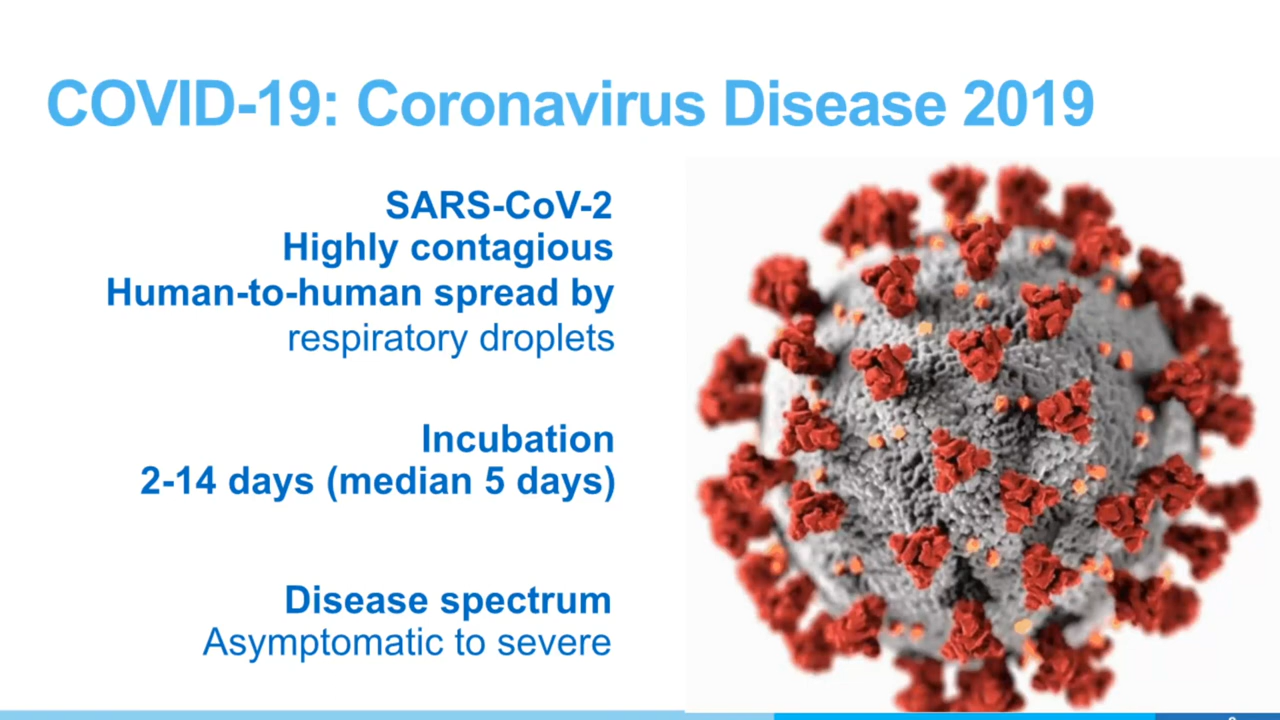 COVID-19: Coronavirus Disease 2019
SARS-CoV-2
Highly contagious
Human-to-human spread by
respiratory droplets
Incubation
2-14 days (median 5 days)
Disease spectrum
Asymptomatic to severe